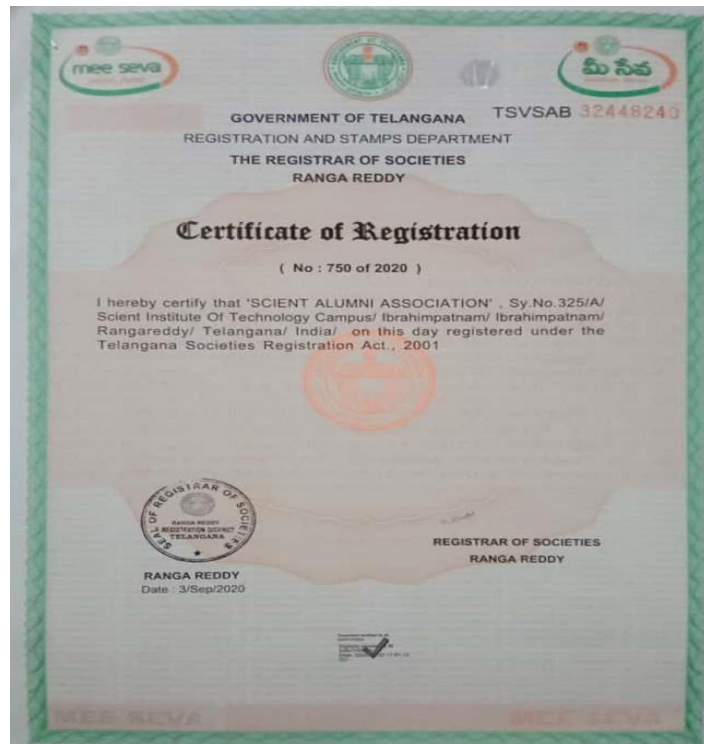 mee seva
మీ సేవ
GOVERNMENT OF TELANGANA
TSVSAB 32448240
REGISTRATION AND STAMPS DEPARTMENT
THE REGISTRAR OF SOCIETIES
RANGA REDDY
Certificate of Registration
( No : 750 of 2020 )
I hereby certify that 'SCIENT ALUMNI ASSOCIATION' , Sy.No.325/A/
Scient Institute Of Technology Campus/ Ibrahimpatnam/ Ibrahimpatnam/
Rangareddy/ Telangana/ India/ on this day registered under the
Telangana Societies Registration Act., 2001
SEAL OF REGISTRAR OF SOCIETIES
RANGA REDDY
REGISTRATION DISTRICT
TELANGANA
REGISTRAR OF SOCIETIES
RANGA REDDY
RANGA REDDY
Date : 3/Sep/2020
MEE SEVA
MEE SEVA